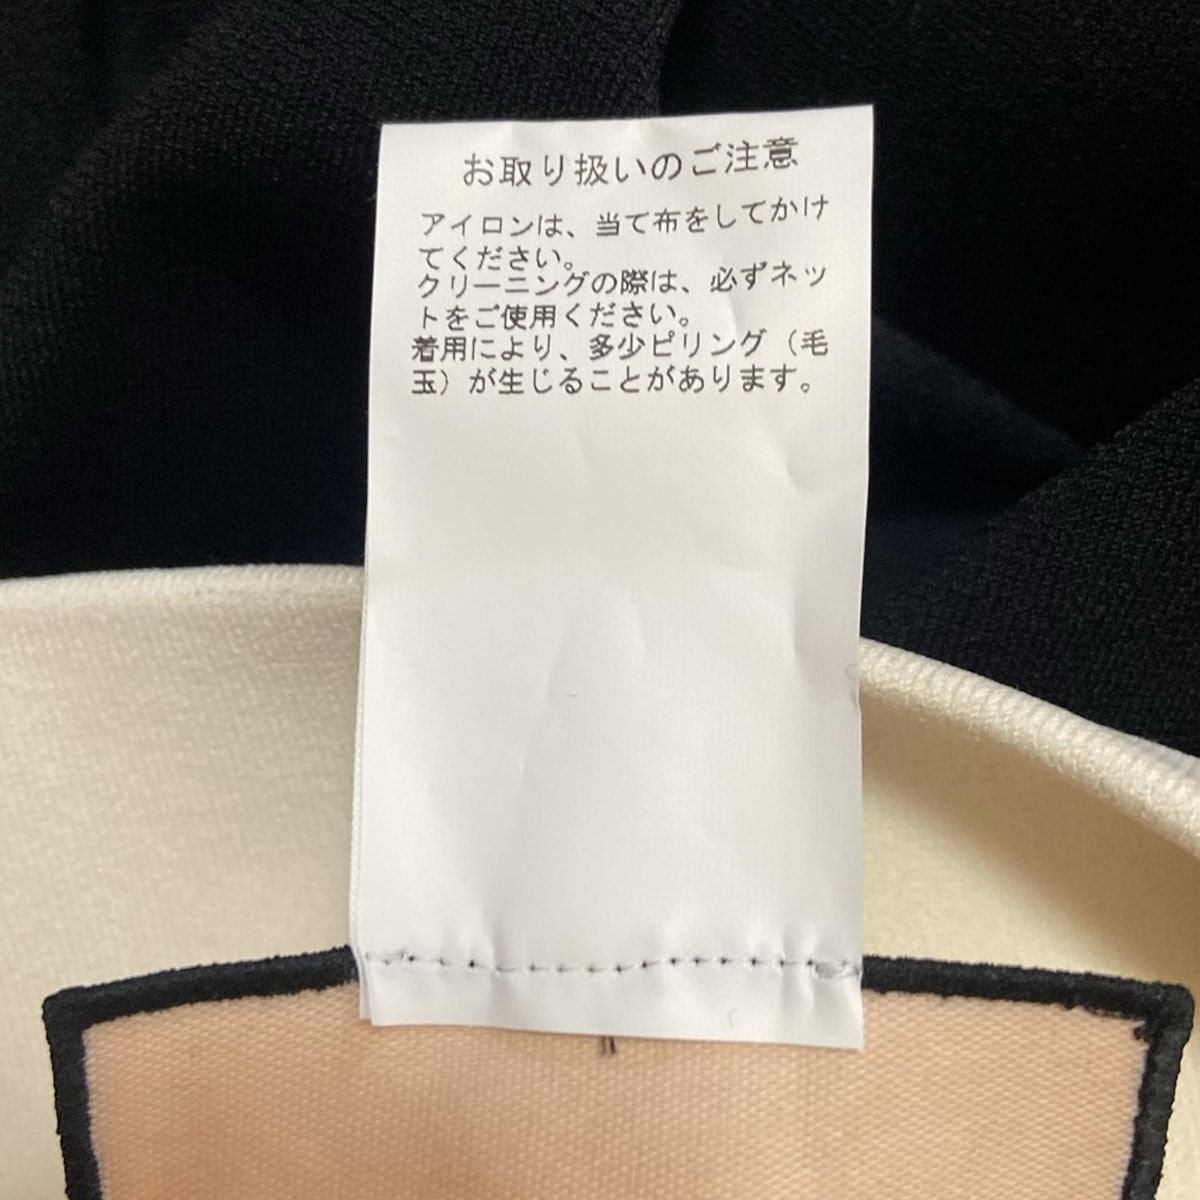 お取り扱いのご注意
アイロンは、当て布をしてかけ
てください。
クリーニングの際は、必ずネッ
トをご使用ください。
着用により、多少ピリング（毛
玉）が生じることがあります。